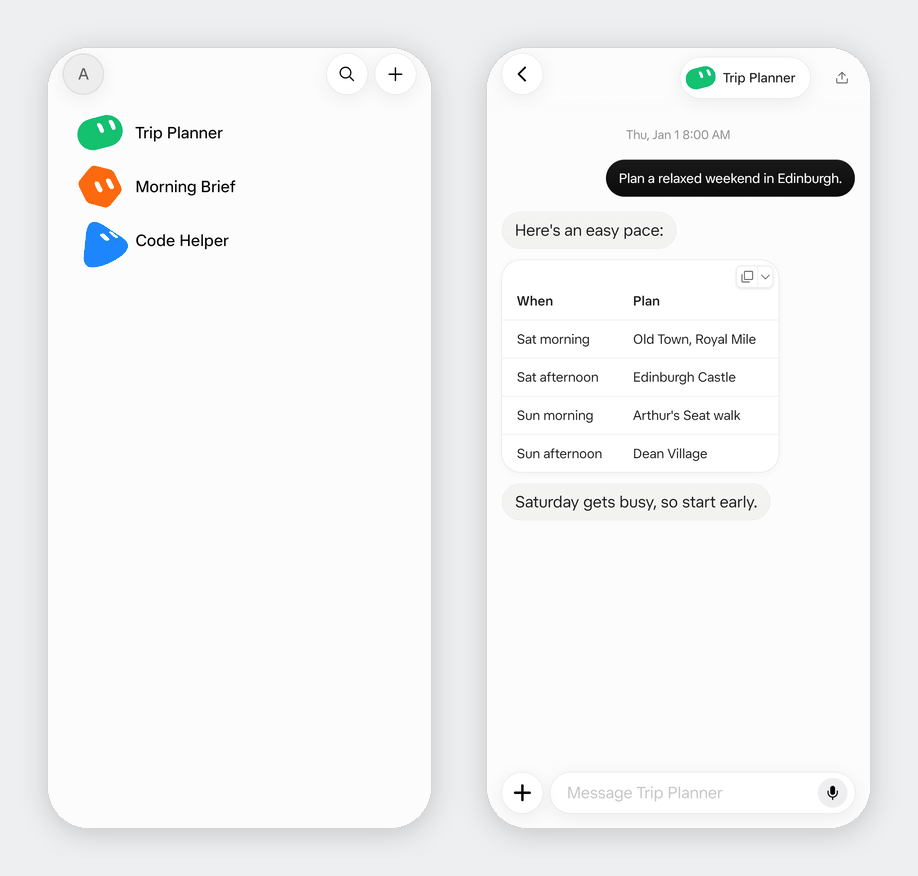 A
Trip Planner
Morning Brief
Code Helper
Trip Planner
Thu, Jan 1 8:00 AM
Plan a relaxed weekend in Edinburgh.
Here's an easy pace:
When Plan
Sat morning Old Town, Royal Mile
Sat afternoon Edinburgh Castle
Sun morning Arthur's Seat walk
Sun afternoon Dean Village
Saturday gets busy, so start early.
Message Trip Planner